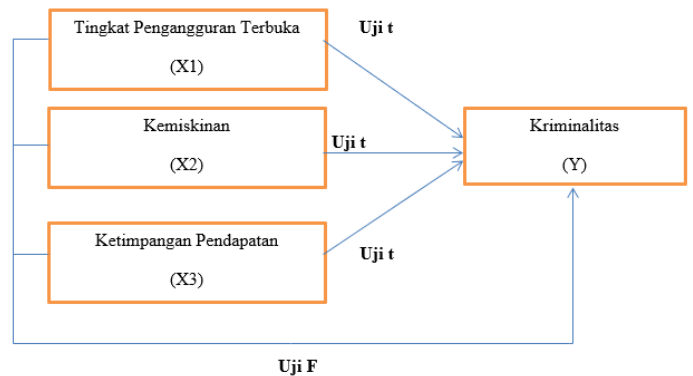 Tingkat Pengangguran Terbuka
(X1)
Uji t
Kemiskinan
(X2)
Uji t
Kriminalitas
(Y)
Ketimpangan Pendapatan
(X3)
Uji t
Uji F